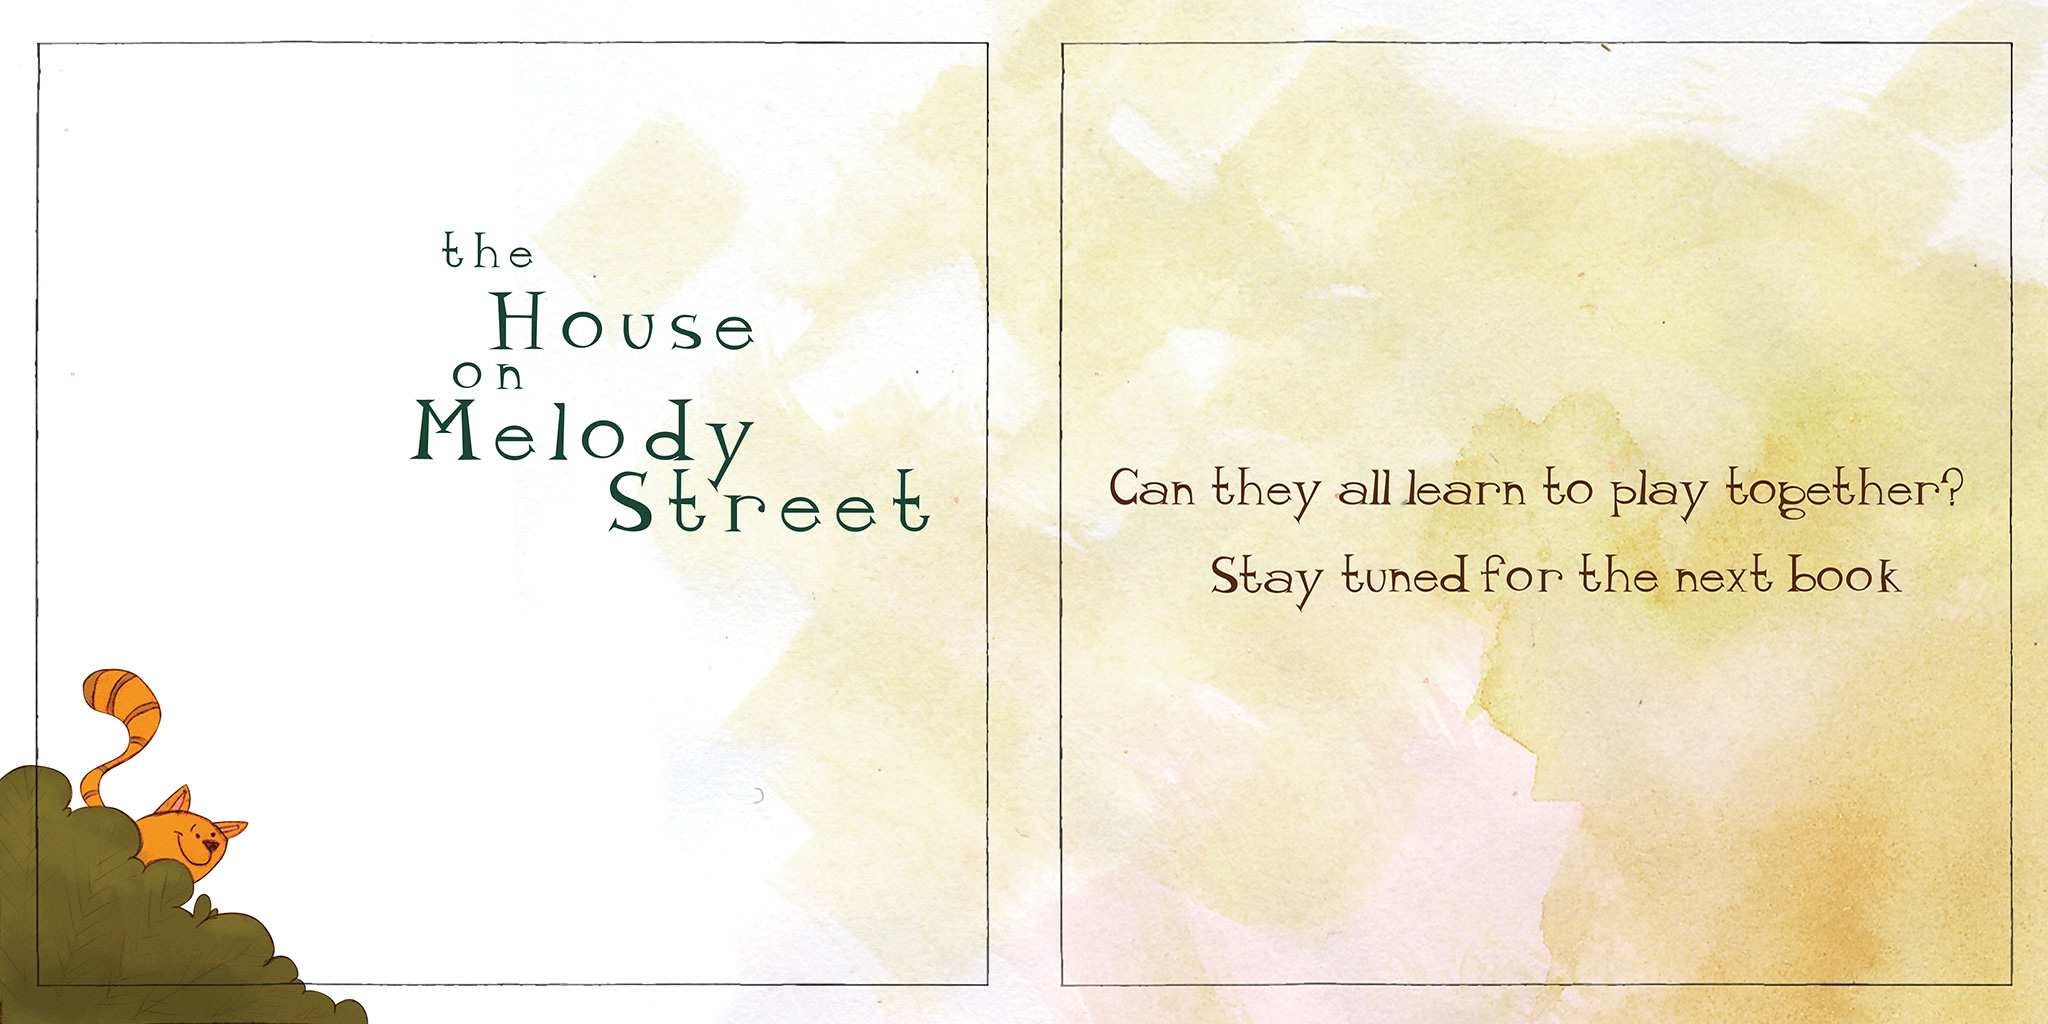 the
House
on
Melody
Street
Can they all learn to play together?
Stay tuned for the next book